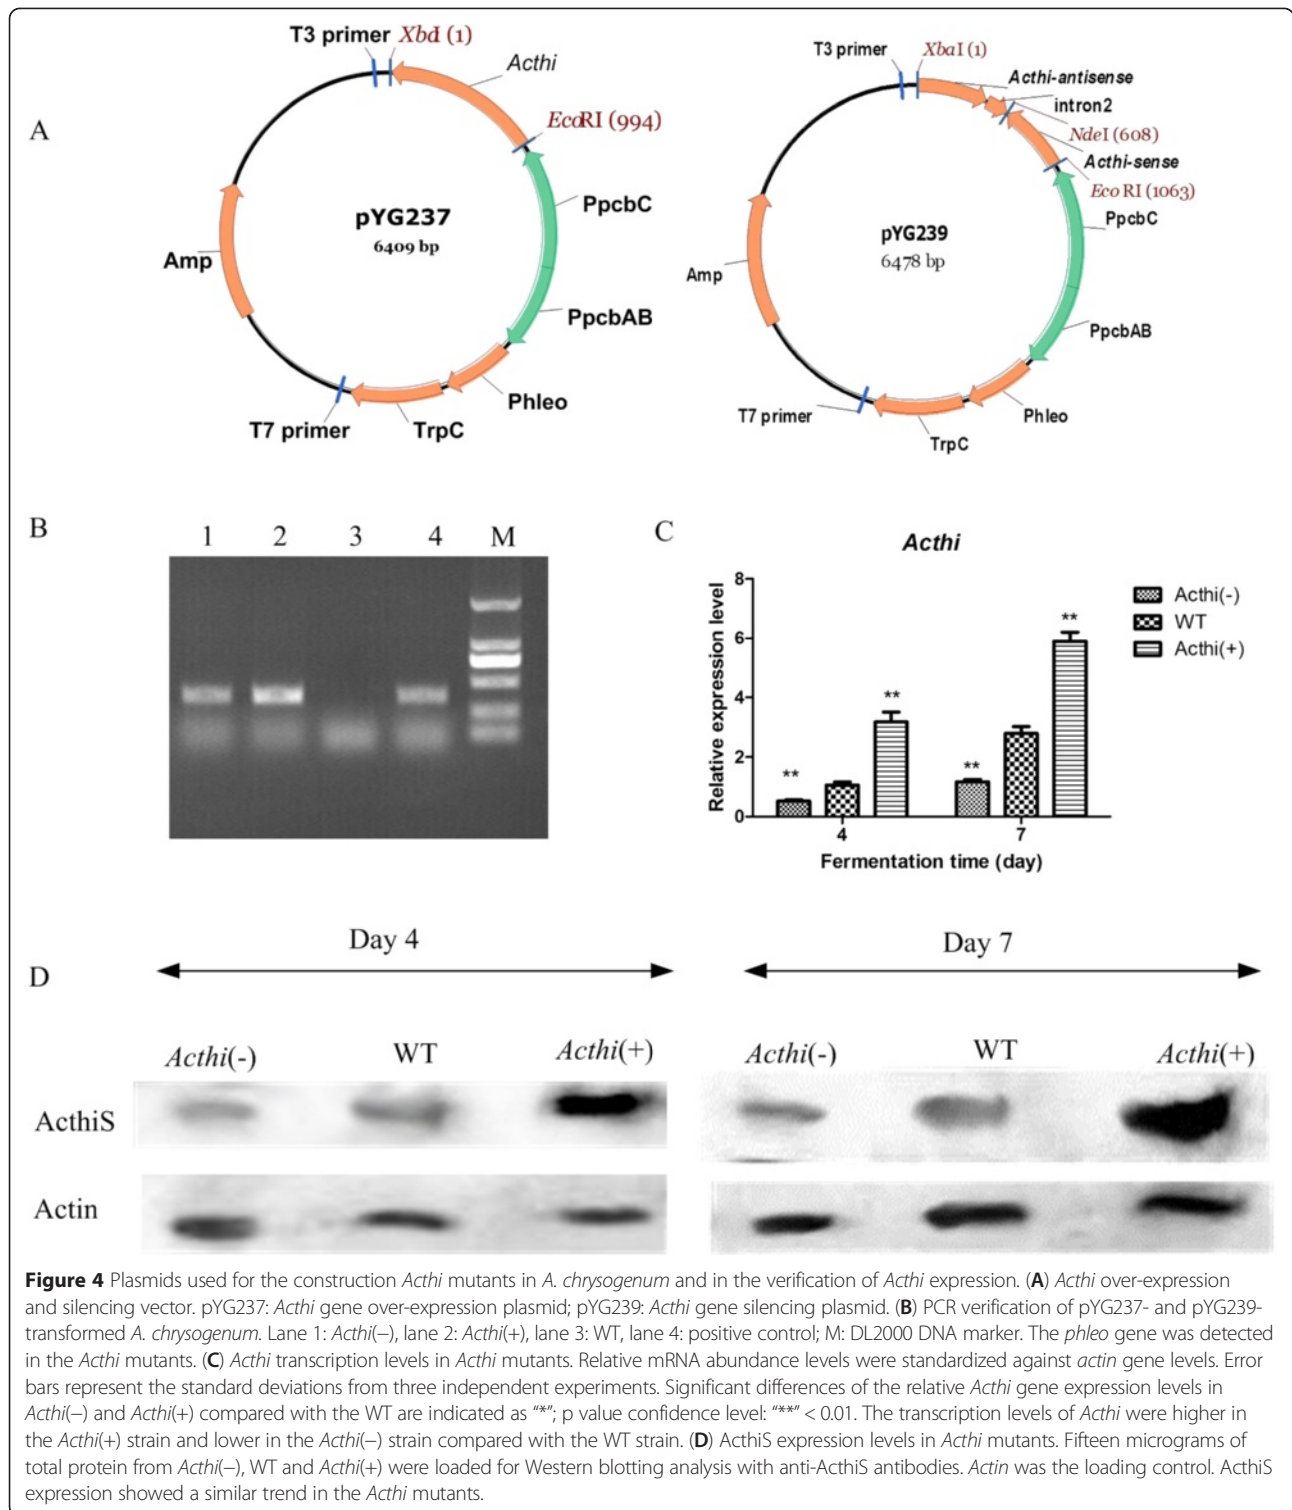 A
T3 primer
XbaI (1)
Acthi
EcoRI (994)
PpcbC
pYG237
6409 bp
Amp
PpcbAB
Phleo
T7 primer
TrpC
T3 primer
XbaI (1)
Acthi-antisense
intron2
NdeI (608)
Acthi-sense
Eco RI (1063)
PpcbC
pYG239
6478 bp
Amp
PpcbAB
Phleo
T7 primer
TrpC
B
1 2 3 4 M
C
Acthi
Relative expression level
8
6
4
2
0
**
**
**
**
4
7
Fermentation time (day)
Acthi(-)
WT
Acthi(+)
D
Day 4
Day 7
Acthi(-) WT Acthi(+)
Acthi(-) WT Acthi(+)
ActhiS
Actin
Figure 4 Plasmids used for the construction Acthi mutants in A. chrysogenum and in the verification of Acthi expression. (A) Acthi over-expression
and silencing vector. pYG237: Acthi gene over-expression plasmid; pYG239: Acthi gene silencing plasmid. (B) PCR verification of pYG237- and pYG239-
transformed A. chrysogenum. Lane 1: Acthi(−), lane 2: Acthi(+), lane 3: WT, lane 4: positive control; M: DL2000 DNA marker. The phleo gene was detected
in the Acthi mutants. (C) Acthi transcription levels in Acthi mutants. Relative mRNA abundance levels were standardized against actin gene levels. Error
bars represent the standard deviations from three independent experiments. Significant differences of the relative Acthi gene expression levels in
Acthi(−) and Acthi(+) compared with the WT are indicated as “*”; p value confidence level: “**” < 0.01. The transcription levels of Acthi were higher in
the Acthi(+) strain and lower in the Acthi(−) strain compared with the WT strain. (D) ActhiS expression levels in Acthi mutants. Fifteen micrograms of
total protein from Acthi(−), WT and Acthi(+) were loaded for Western blotting analysis with anti-ActhiS antibodies. Actin was the loading control. ActhiS
expression showed a similar trend in the Acthi mutants.